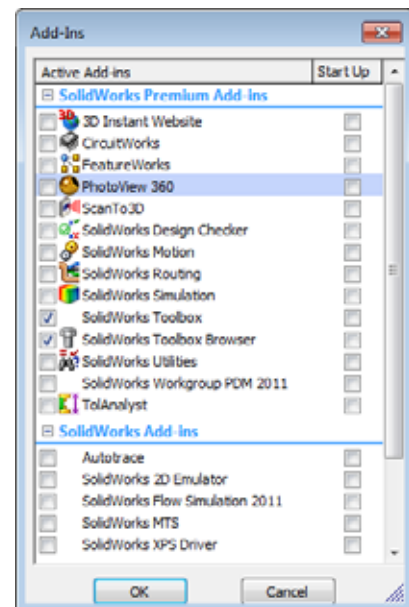 Add-Ins
Active Add-ins Start Up
SolidWorks Premium Add-ins
3D Instant Website
CircuitWorks
FeatureWorks
PhotoView 360
ScanTo3D
SolidWorks Design Checker
SolidWorks Motion
SolidWorks Routing
SolidWorks Simulation
SolidWorks Toolbox
SolidWorks Toolbox Browser
SolidWorks Utilities
SolidWorks Workgroup PDM 2011
TolAnalyst
SolidWorks Add-ins
Autotrace
SolidWorks 2D Emulator
SolidWorks Flow Simulation 2011
SolidWorks MTS
SolidWorks XPS Driver
OK Cancel